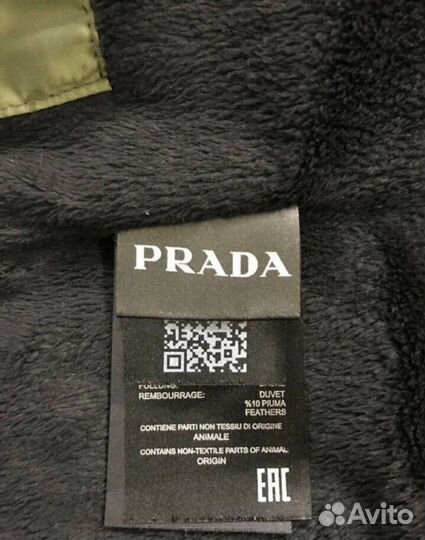 PRADA
REMBOURRAGE: DUVET
%10 PIUMA
FEATHERS
CONTIENE PARTI NON TESSIU DI ORIGINE
ANIMALE
CONTAINS NON-TEXTILE PARTS OF ANIMAL
ORIGIN
EAC
Avito